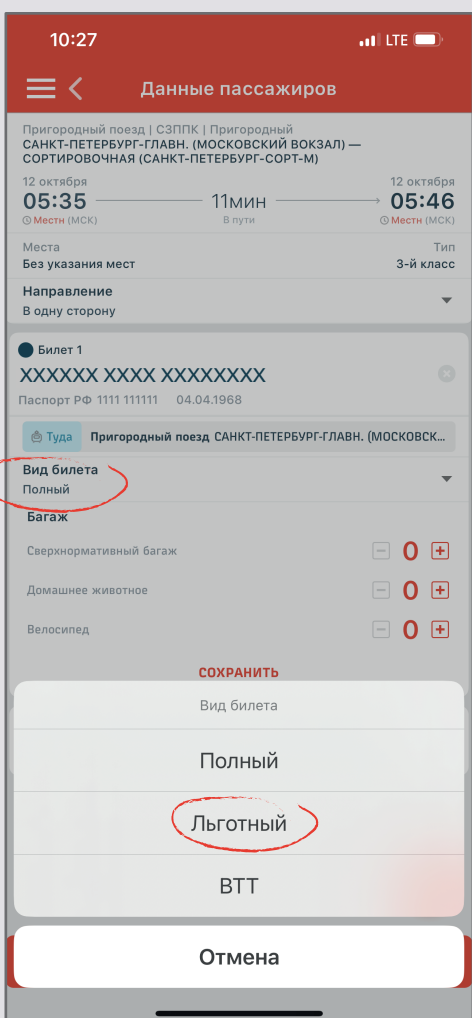 10:27
LTE
Данные пассажиров
Пригородный поезд | СЗППК | Пригородный
САНКТ-ПЕТЕРБУРГ-ГЛАВН. (МОСКОВСКИЙ ВОКЗАЛ) —
СОРТИРОВОЧНАЯ (САНКТ-ПЕТЕРБУРГ-СОРТ-М)
12 октября 12 октября
05:35 11мин 05:46
Местн (МСК) В пути Местн (МСК)
Места Тип
Без указания мест 3-й класс
Направление
В одну сторону
Билет 1
XXXXXX XXXX XXXXXXXX
Паспорт РФ 1111 111111 04.04.1968
Туда Пригородный поезд САНКТ-ПЕТЕРБУРГ-ГЛАВН. (МОСКОВСК...
Вид билета
Полный
Багаж
Сверхнормативный багаж 0
Домашнее животное 0
Велосипед 0
СОХРАНИТЬ
Вид билета
Полный
Льготный
ВТТ
Отмена